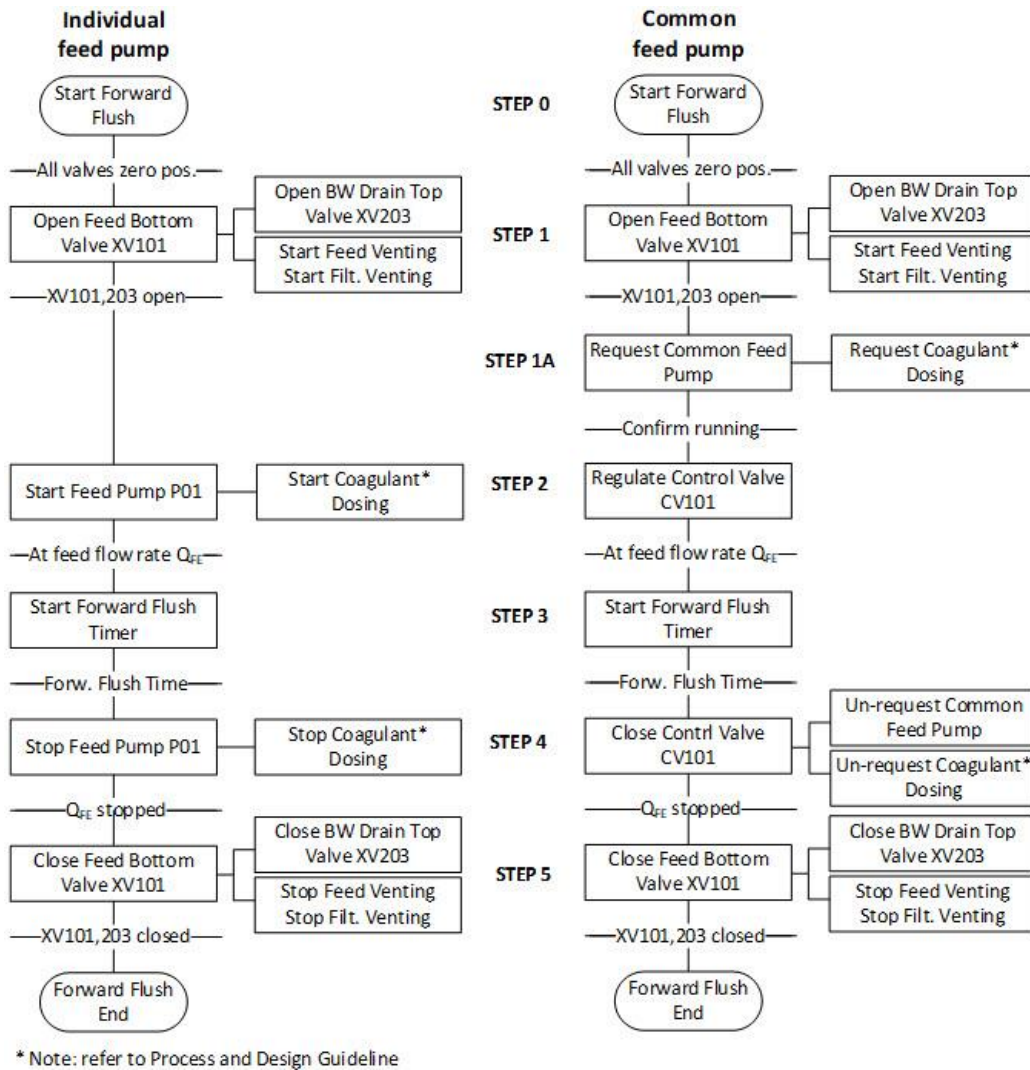 Individual
feed pump
Common
feed pump
Start Forward
Flush
STEP 0
Start Forward
Flush
All valves zero pos.
All valves zero pos.
Open Feed Bottom
Valve XV101
Open BW Drain Top
Valve XV203
Start Feed Venting
Start Filt. Venting
STEP 1
Open Feed Bottom
Valve XV101
Open BW Drain Top
Valve XV203
Start Feed Venting
Start Filt. Venting
XV101,203 open
XV101,203 open
STEP 1A
Request Common Feed
Pump
Request Coagulant*
Dosing
Confirm running
Start Feed Pump P01
Start Coagulant*
Dosing
STEP 2
Regulate Control Valve
CV101
At feed flow rate QFE
At feed flow rate QFE
Start Forward Flush
Timer
STEP 3
Start Forward Flush
Timer
Forw. Flush Time
Forw. Flush Time
Stop Feed Pump P01
Stop Coagulant*
Dosing
STEP 4
Close Contrl Valve
CV101
Un-request Common
Feed Pump
Un-request Coagulant*
Dosing
QFE stopped
QFE stopped
Close Feed Bottom
Valve XV101
Close BW Drain Top
Valve XV203
Stop Feed Venting
Stop Filt. Venting
STEP 5
Close Feed Bottom
Valve XV101
Close BW Drain Top
Valve XV203
Stop Feed Venting
Stop Filt. Venting
XV101,203 closed
XV101,203 closed
Forward Flush
End
Forward Flush
End
* Note: refer to Process and Design Guideline